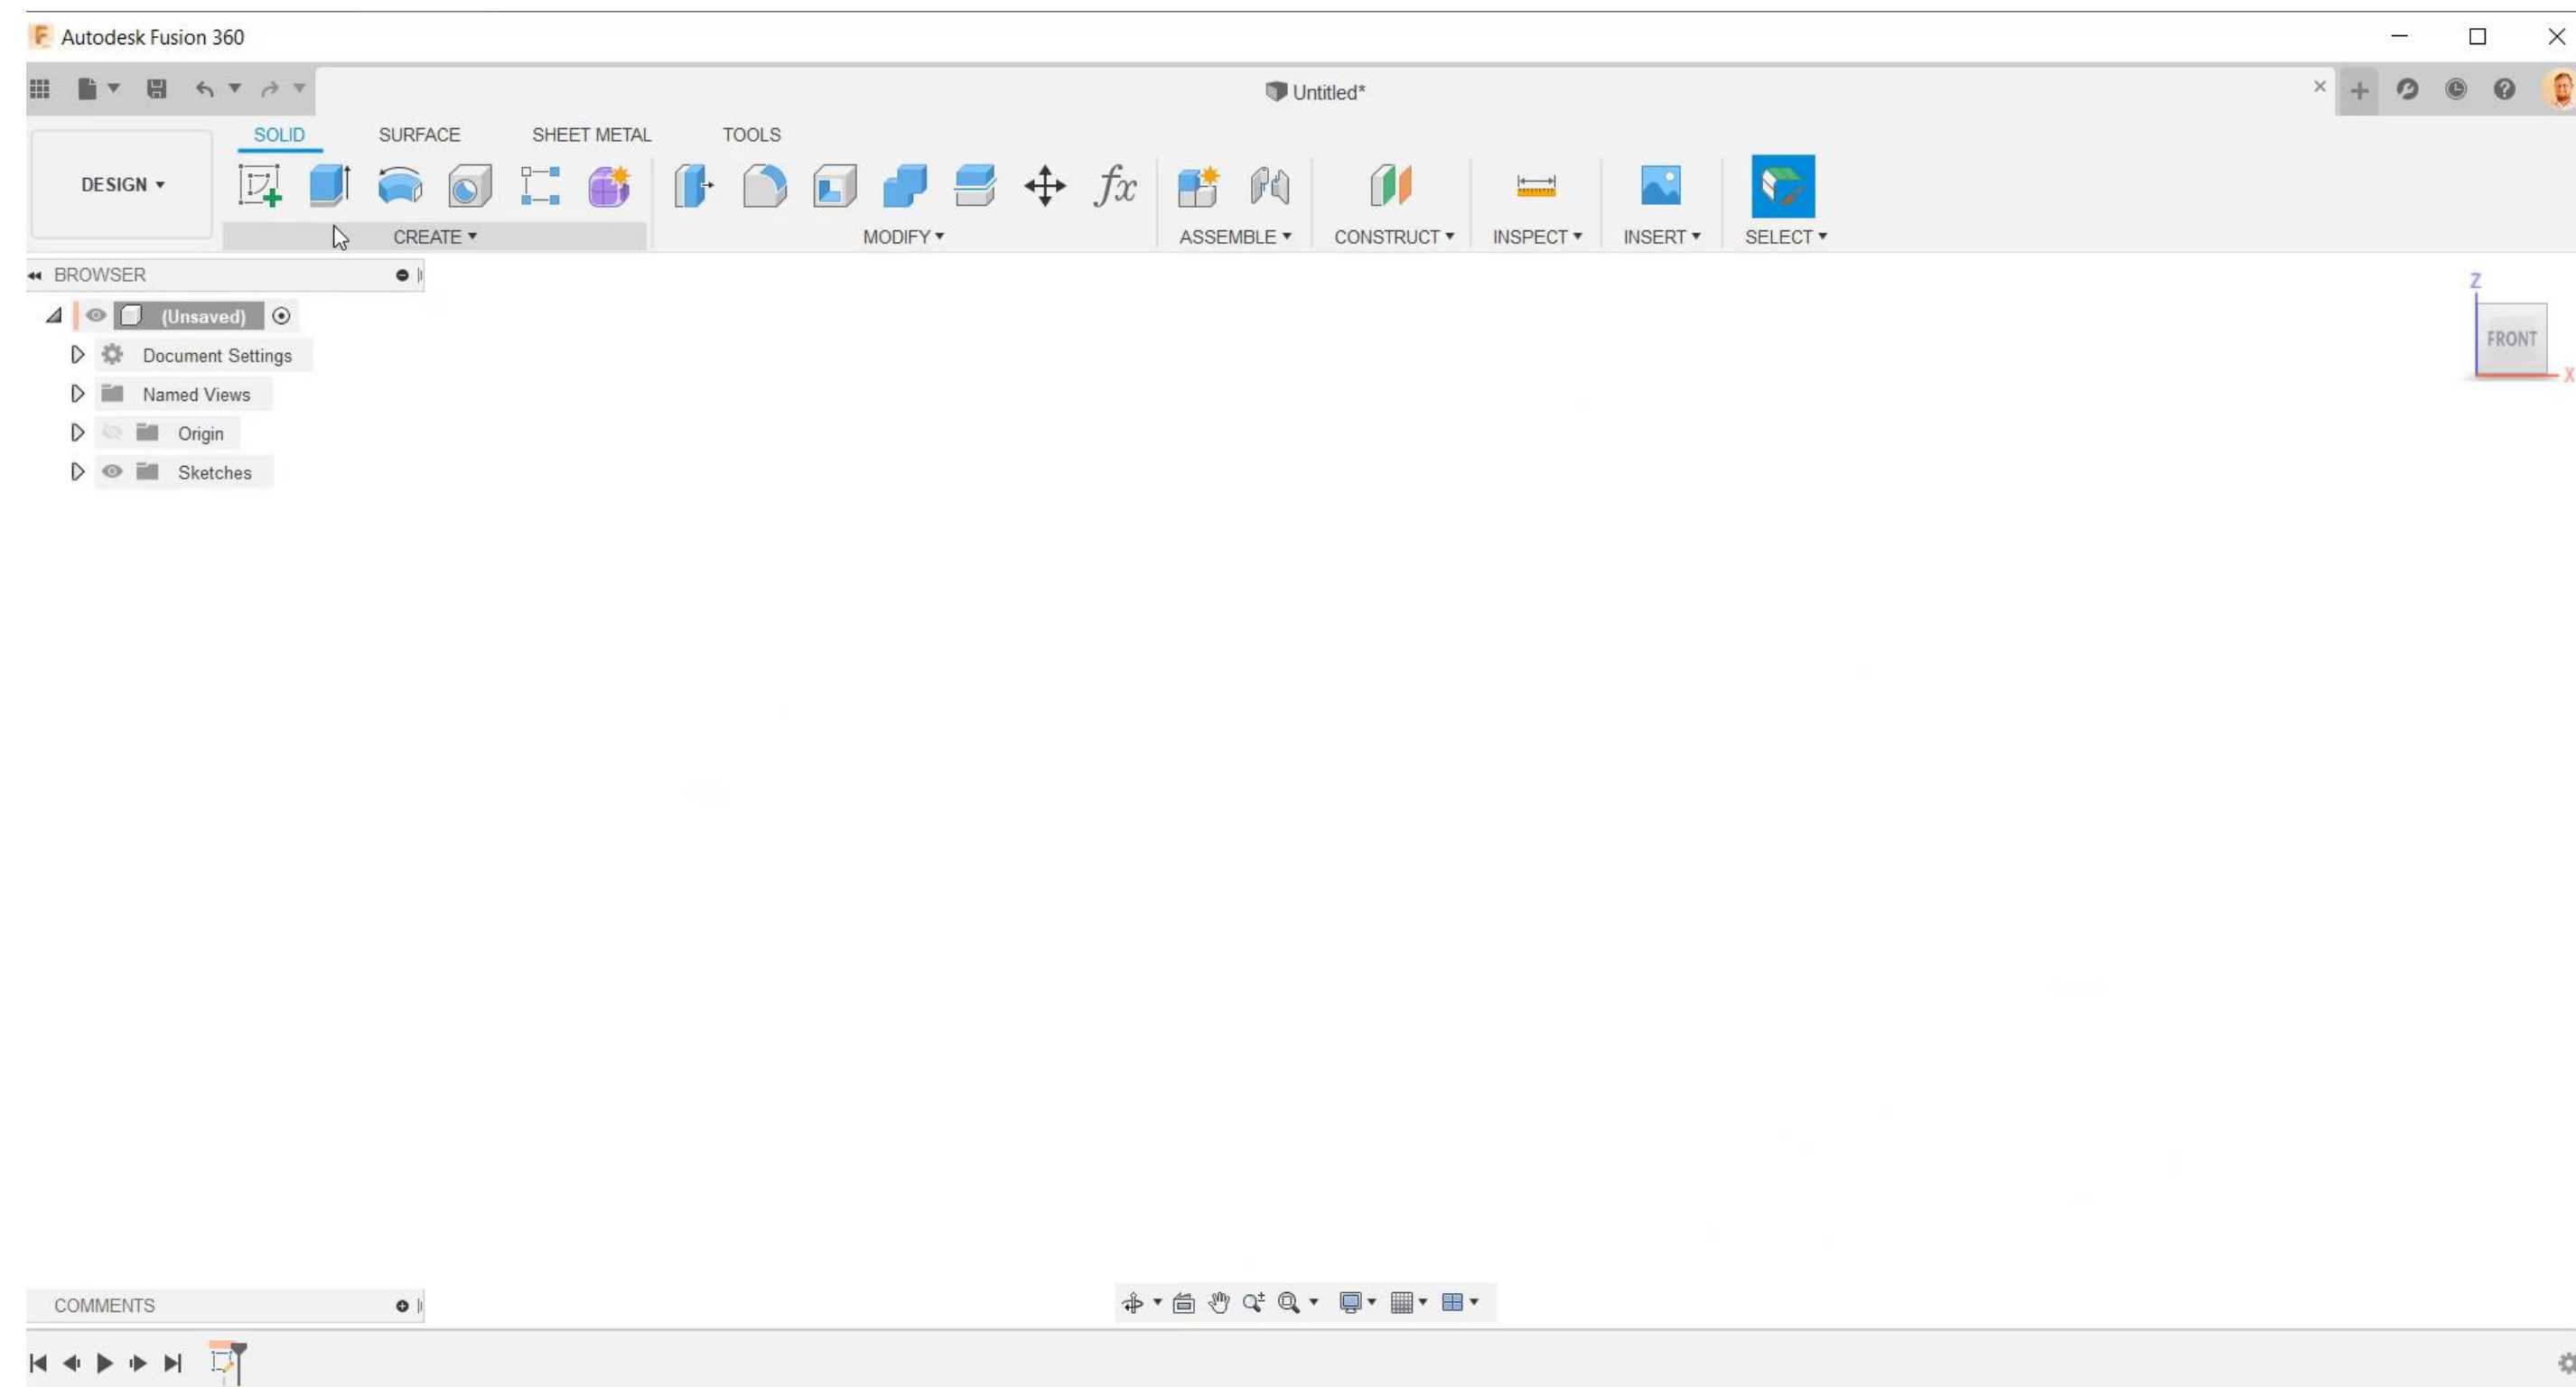 Autodesk Fusion 360
Untitled*
SOLID SURFACE SHEET METAL TOOLS
DESIGN
fx
CREATE MODIFY ASSEMBLE CONSTRUCT INSPECT INSERT SELECT
BROWSER
(Unsaved)
Document Settings
Named Views
Origin
Sketches
Z
FRONT
X
COMMENTS